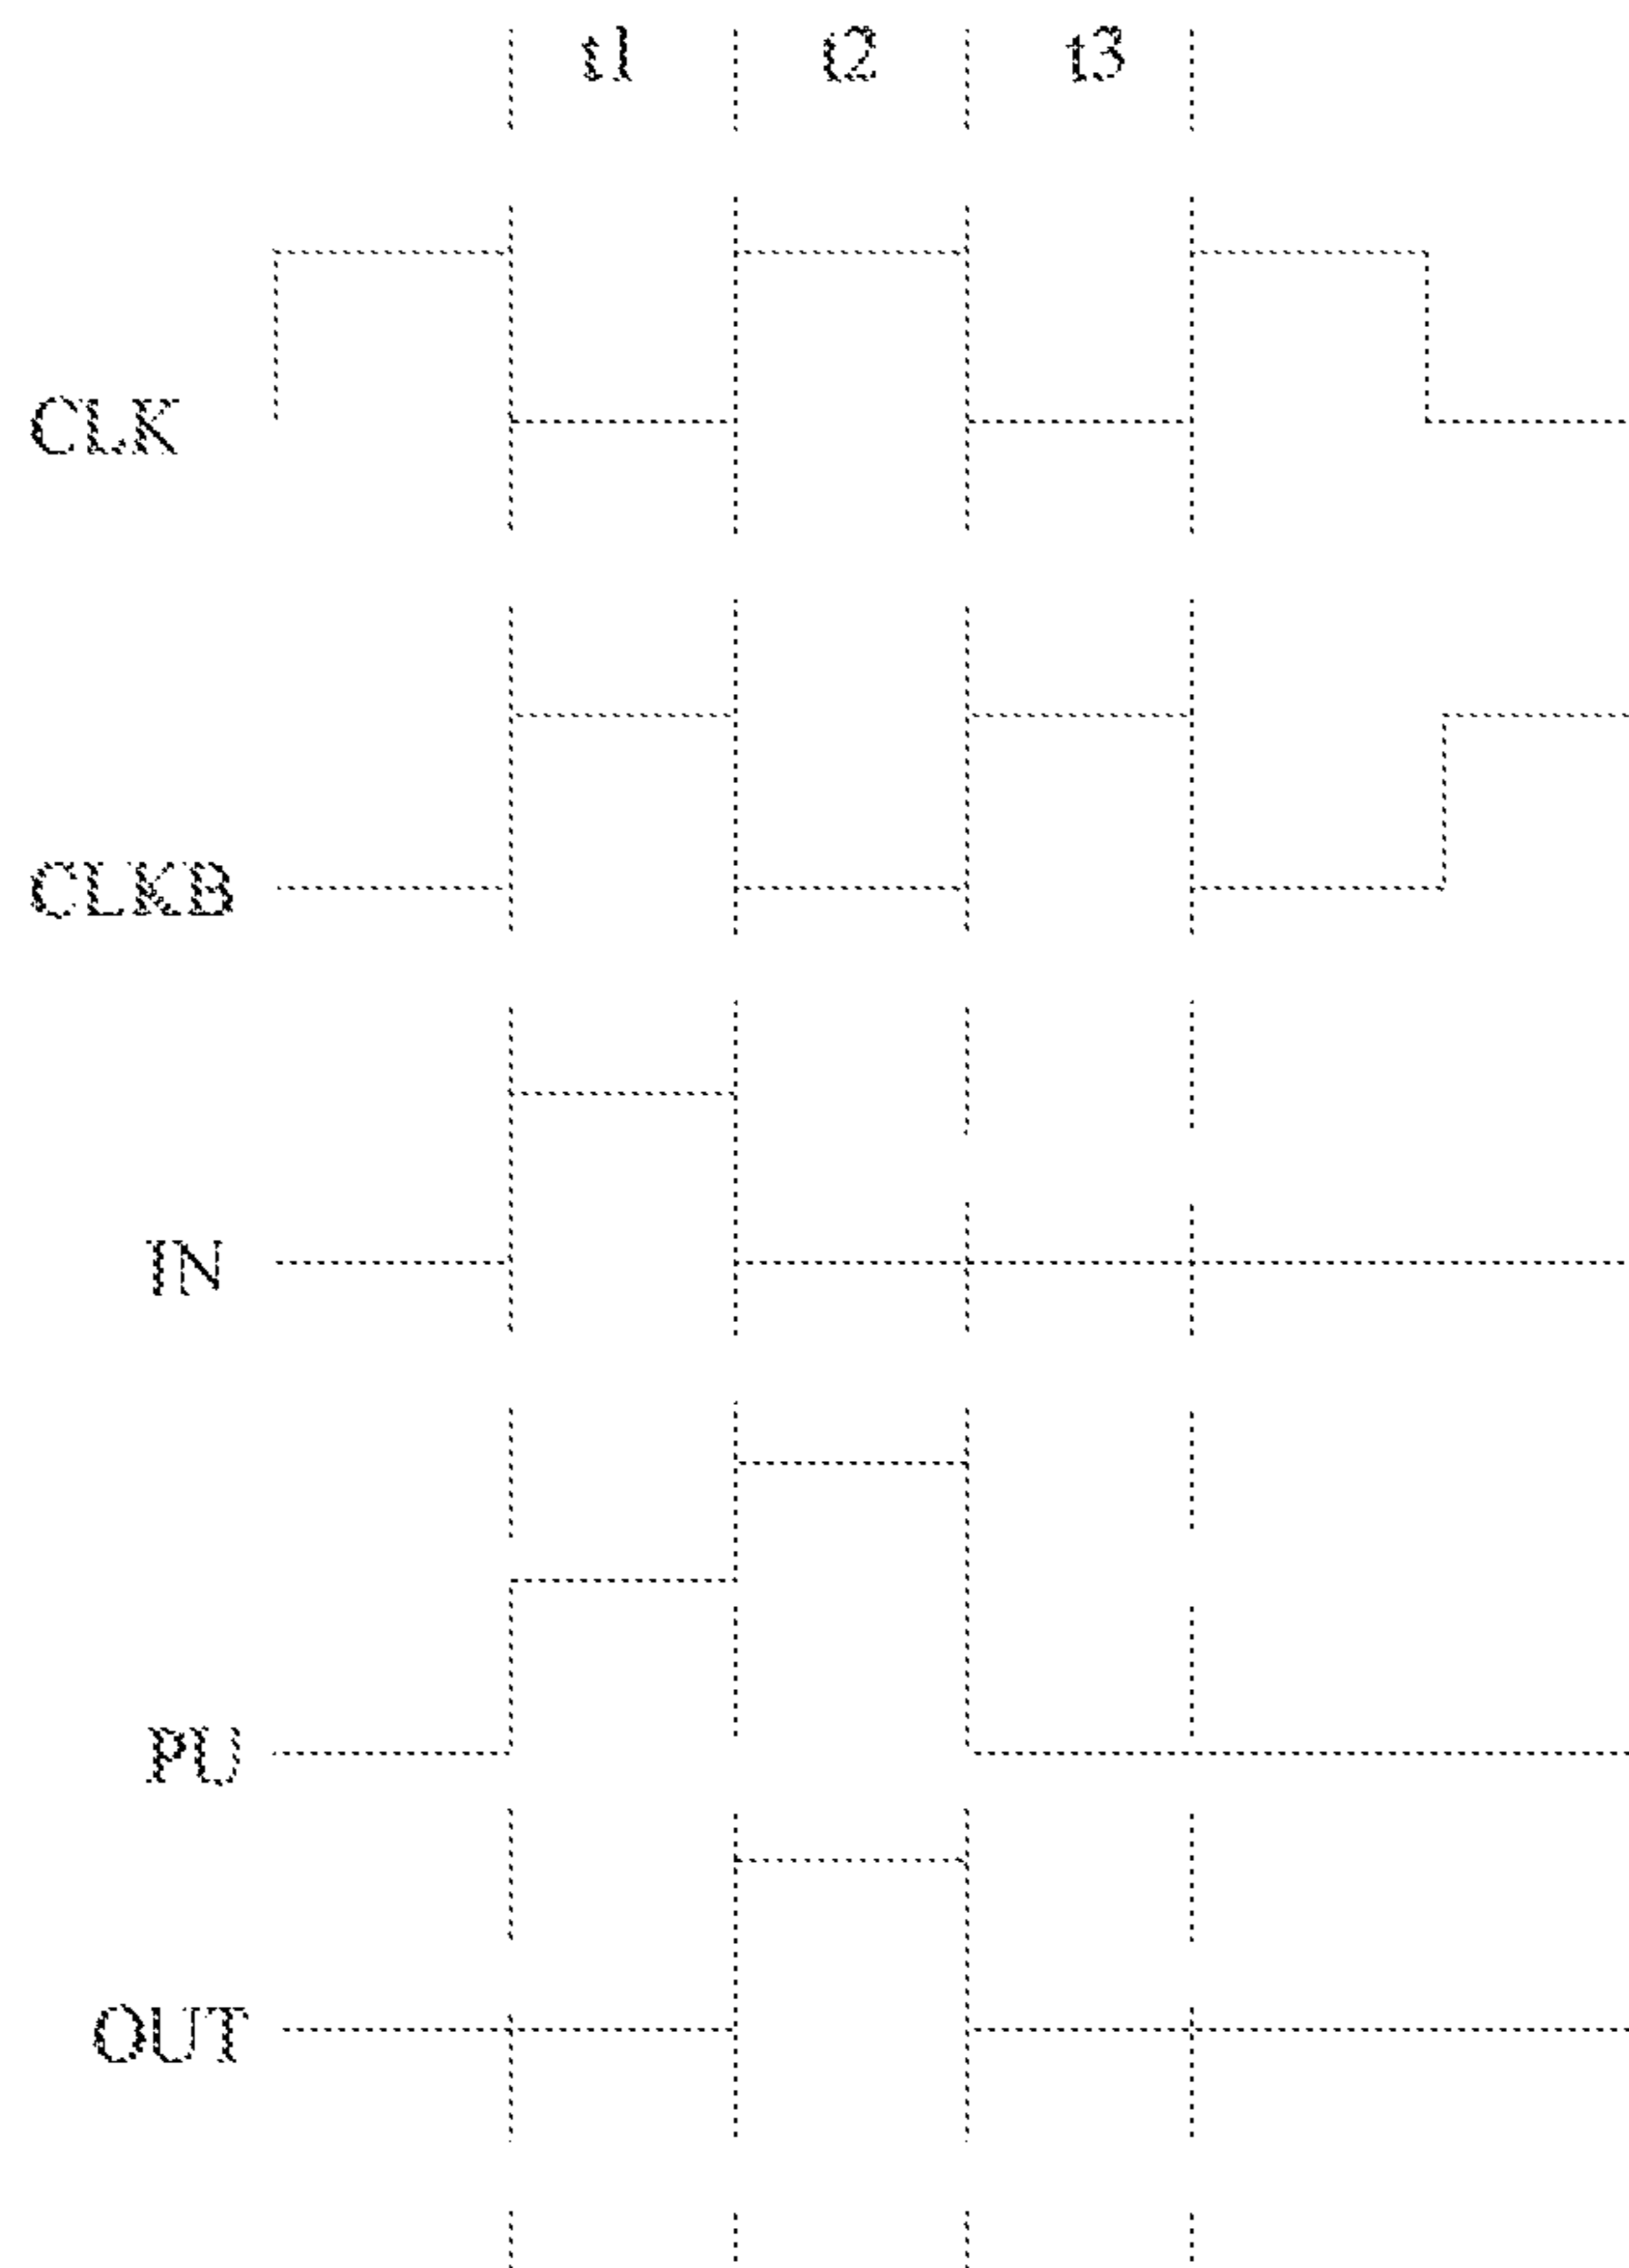 t1 t2 t3
CLK
CLKB
IN
PU
OUT